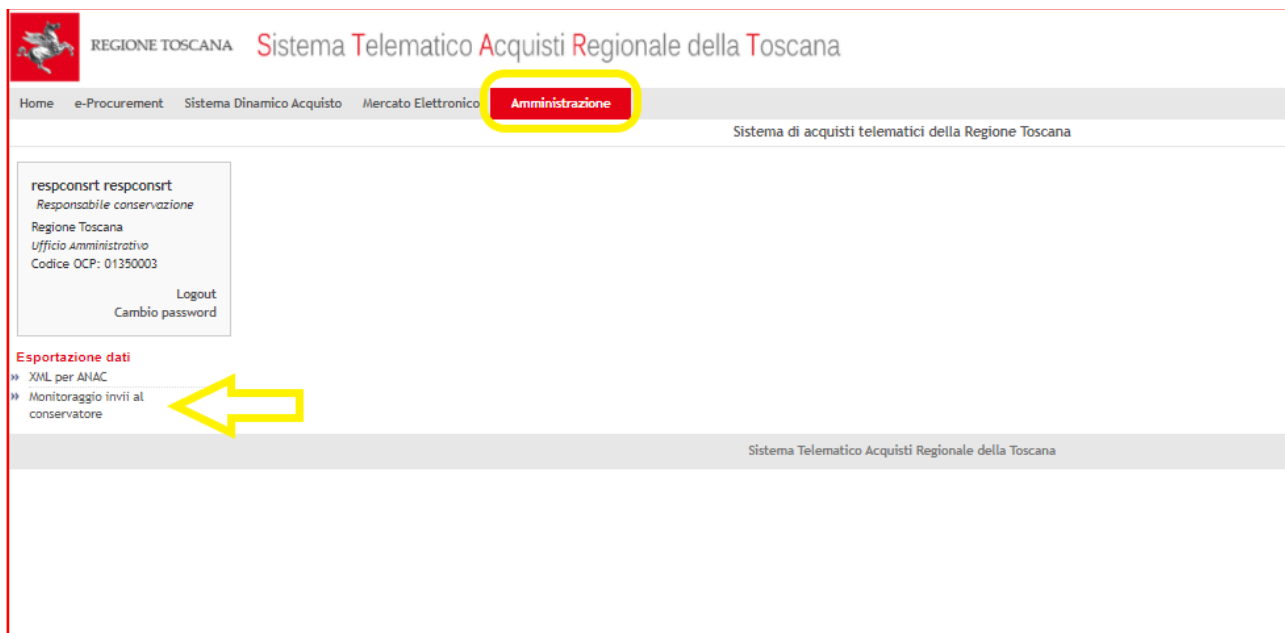 REGIONE TOSCANA Sistema Telematico Acquisti Regionale della Toscana
Home e-Procurement Sistema Dinamico Acquisto Mercato Elettronico Amministrazione
Sistema di acquisti telematici della Regione Toscana
respconsrt respconsrt
Responsabile conservazione
Regione Toscana
Ufficio Amministrativo
Codice OCP: 01350003
Logout
Cambio password
Esportazione dati
» XML per ANAC
» Monitoraggio invii al
conservatore
Sistema Telematico Acquisti Regionale della Toscana